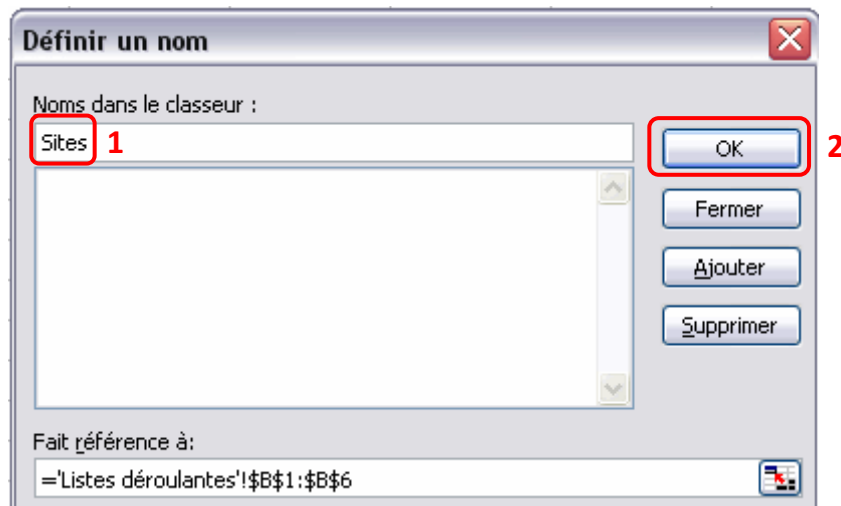 Définir un nom
Noms dans le classeur :
Sites 1
OK 2
Fermer
Ajouter
Supprimer
Fait référence à:
='Listes déroulantes'!$B$1:$B$6